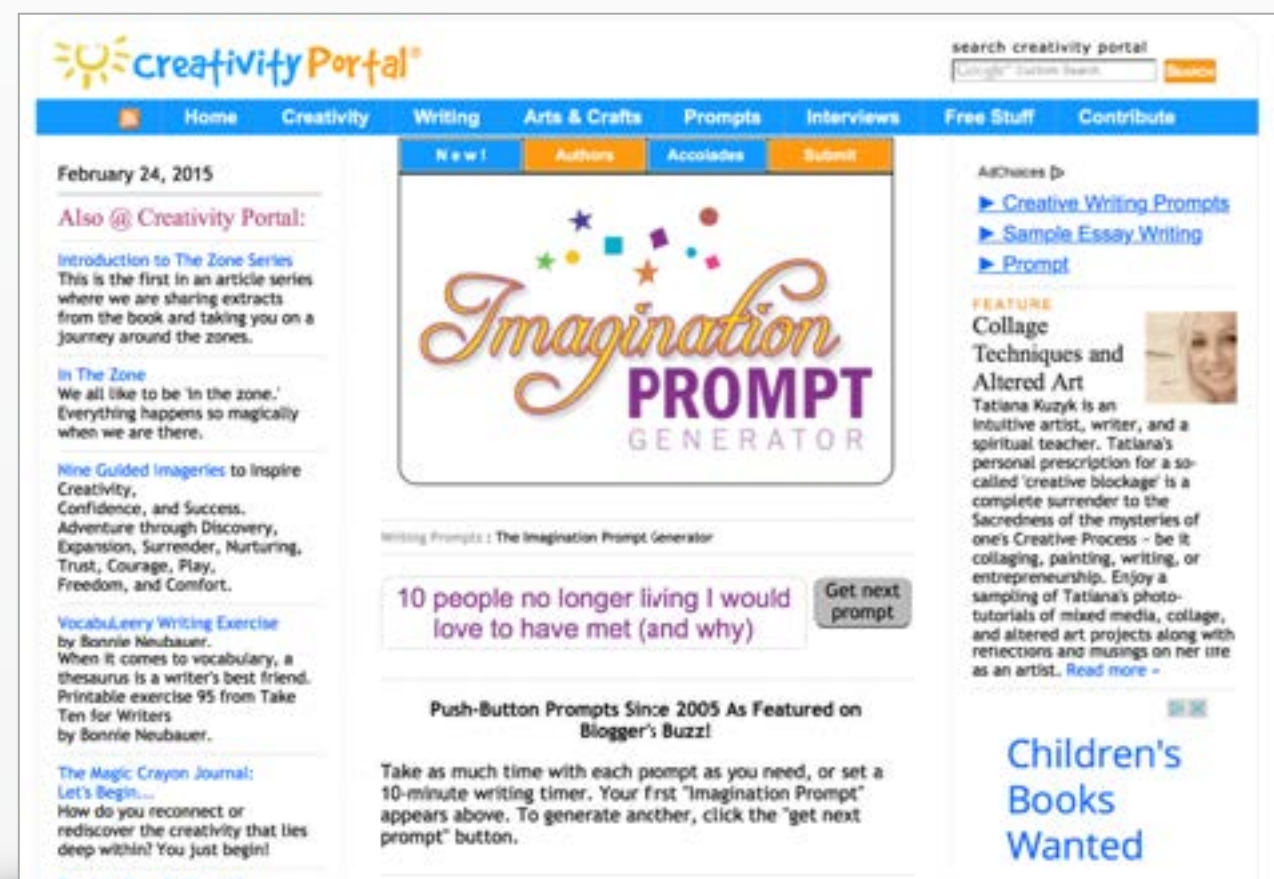 creativity Portal®
search creativity portal
Google™ Custom Search
Search
Home Creativity Writing Arts & Crafts Prompts Interviews Free Stuff Contribute
New! Authors Accolades Submit
February 24, 2015
Also @ Creativity Portal:
Introduction to The Zone Series
This is the first in an article series
where we are sharing extracts
from the book and taking you on a
journey around the zones.
In The Zone
We all like to be 'in the zone.'
Everything happens so magically
when we are there.
Nine Guided Imageries to Inspire
Creativity,
Confidence, and Success.
Adventure through Discovery,
Expansion, Surrender, Nurturing,
Trust, Courage, Play,
Freedom, and Comfort.
VocabuLeery Writing Exercise
by Bonnie Neubauer.
When it comes to vocabulary, a
thesaurus is a writer's best friend.
Printable exercise 95 from Take
Ten for Writers
by Bonnie Neubauer.
The Magic Crayon Journal:
Let's Begin...
How do you reconnect or
rediscover the creativity that lies
deep within? You just begin!
Imagination
PROMPT
GENERATOR
Writing Prompts : The Imagination Prompt Generator
10 people no longer living I would
love to have met (and why)
Get next
prompt
Push-Button Prompts Since 2005 As Featured on
Blogger's Buzz!
Take as much time with each prompt as you need, or set a
10-minute writing timer. Your first "Imagination Prompt"
appears above. To generate another, click the "get next
prompt" button.
AdChoices
Creative Writing Prompts
Sample Essay Writing
Prompt
FEATURE
Collage
Techniques and
Altered Art
Tatiana Kuzyk is an
intuitive artist, writer, and a
spiritual teacher. Tatiana's
personal prescription for a so-
called 'creative blockage' is a
complete surrender to the
Sacredness of the mysteries of
one's Creative Process - be it
collaging, painting, writing, or
entrepreneurship. Enjoy a
sampling of Tatiana's photo-
tutorials of mixed media, collage,
and altered art projects along with
reflections and musings on her life
as an artist. Read more »
Children's
Books
Wanted